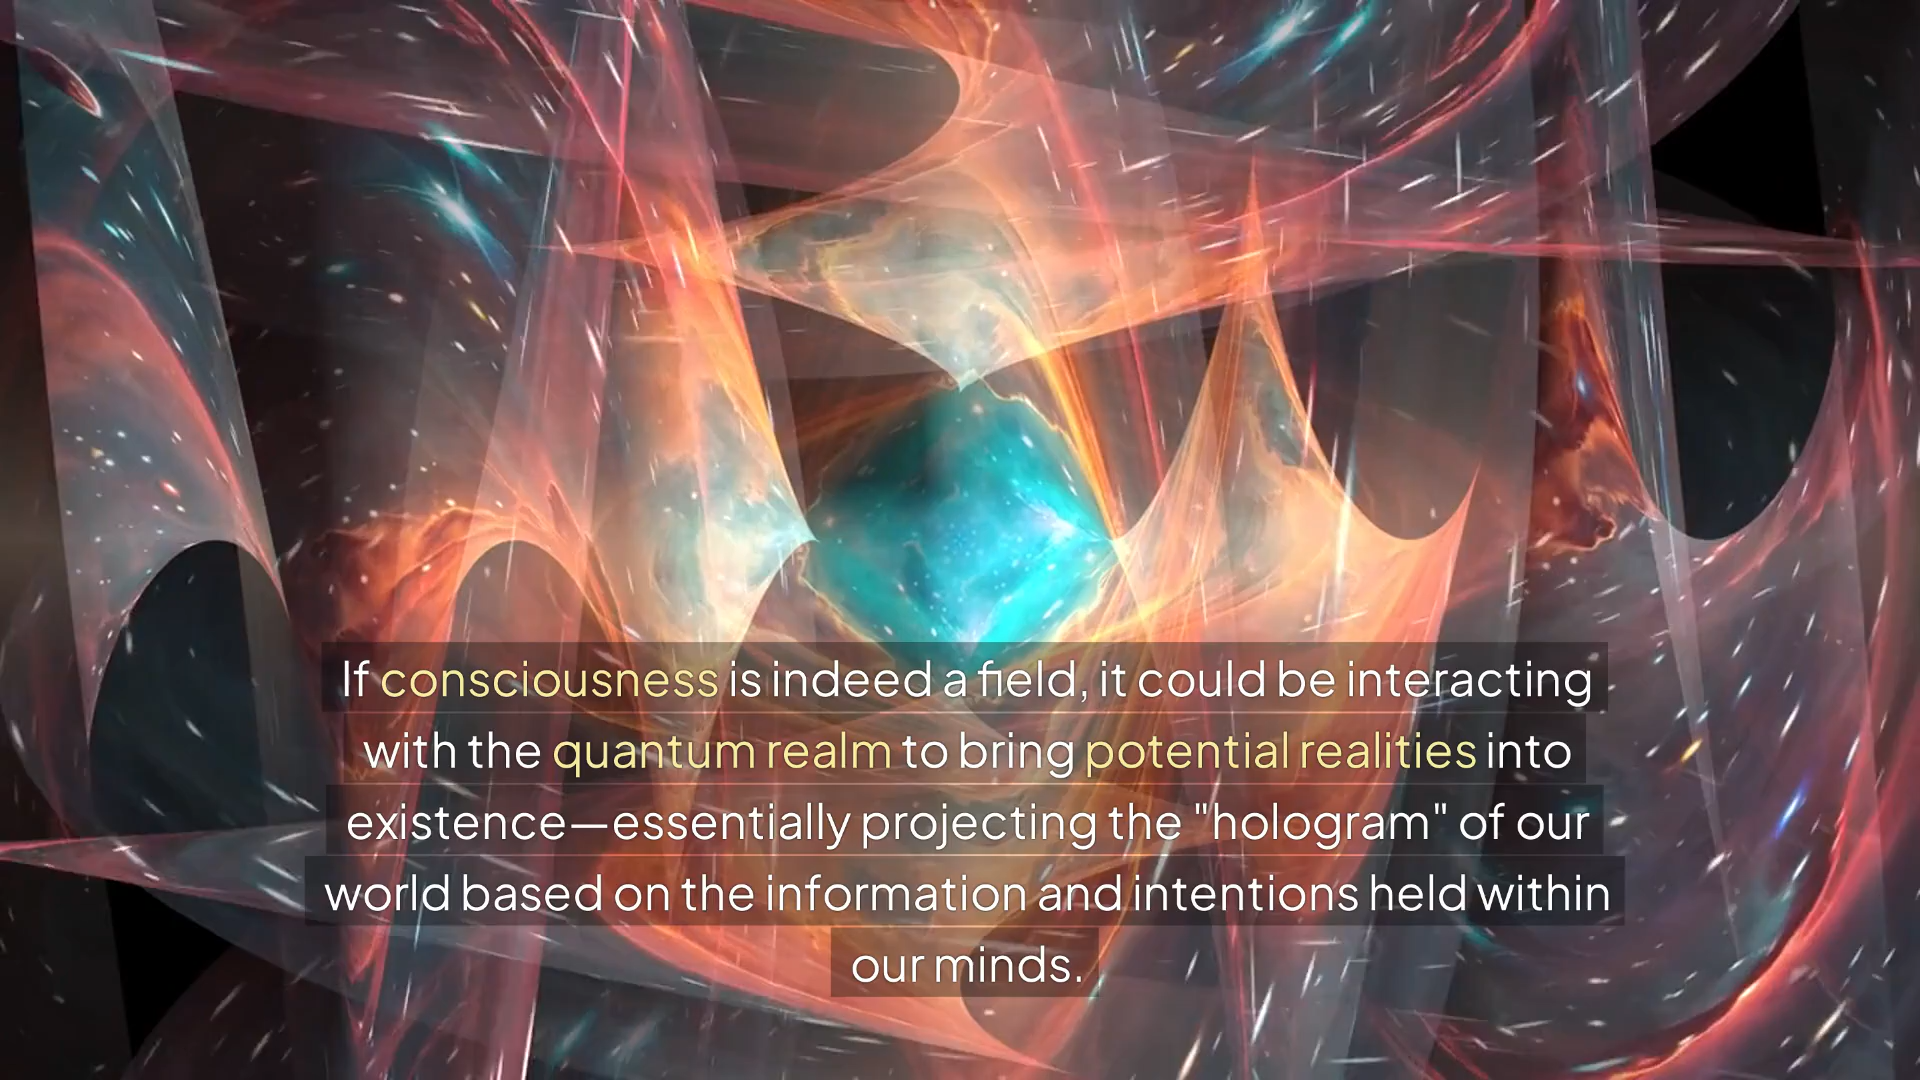 If consciousness is indeed a field, it could be interacting
with the quantum realm to bring potential realities into
existence—essentially projecting the "hologram" of our
world based on the information and intentions held within
our minds.